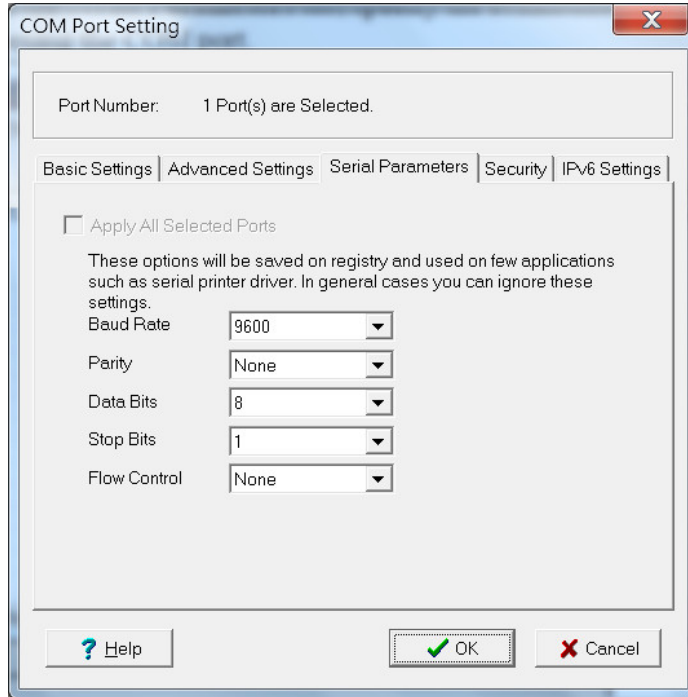 COM Port Setting
Port Number: 1 Port(s) are Selected.
Basic Settings Advanced Settings Serial Parameters Security IPv6 Settings
Apply All Selected Ports
These options will be saved on registry and used on few applications
such as serial printer driver. In general cases you can ignore these
settings.
Baud Rate 9600
Parity None
Data Bits 8
Stop Bits 1
Flow Control None
? Help OK X Cancel